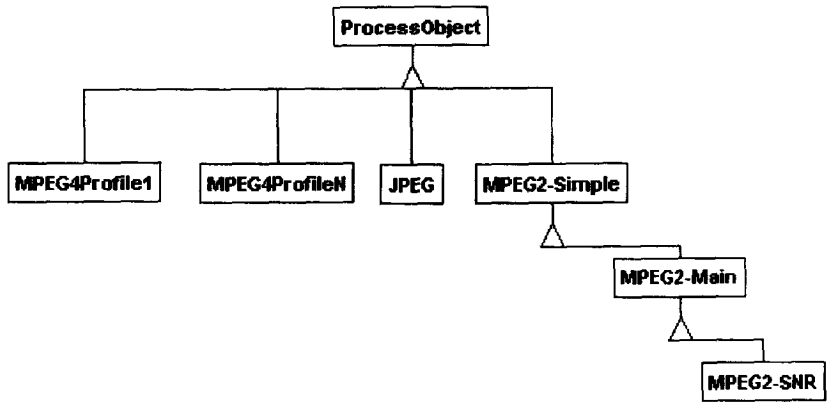 ProcessObject
MPEG4Profile1
MPEG4ProfileN
JPEG
MPEG2-Simple
MPEG2-Main
MPEG2-SNR